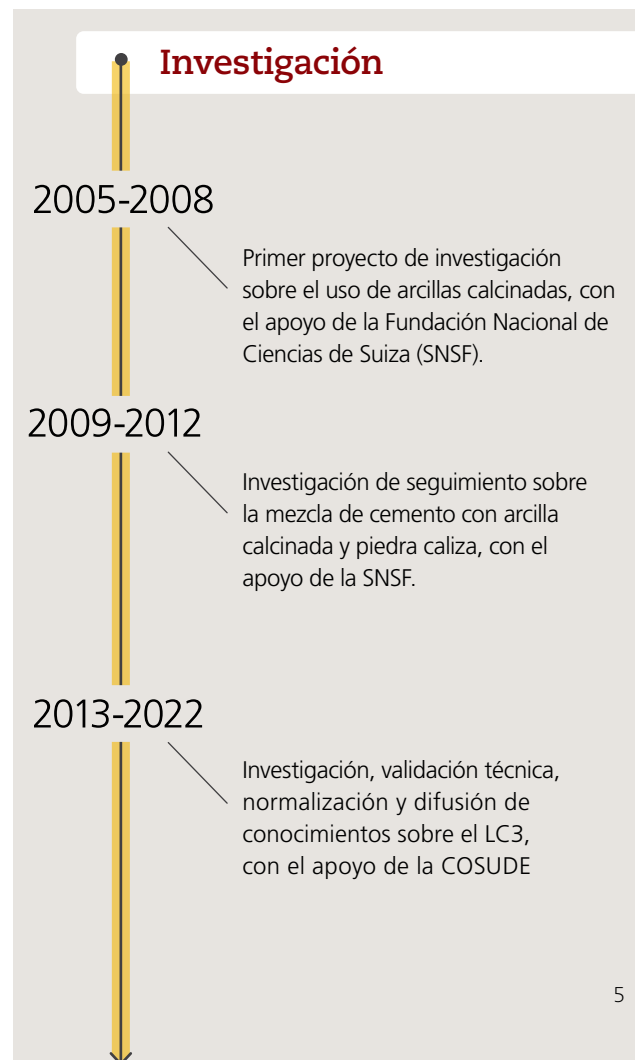 Investigación
2005-2008
Primer proyecto de investigación
sobre el uso de arcillas calcinadas, con
el apoyo de la Fundación Nacional de
Ciencias de Suiza (SNSF).
2009-2012
Investigación de seguimiento sobre
la mezcla de cemento con arcilla
calcinada y piedra caliza, con el
apoyo de la SNSF.
2013-2022
Investigación, validación técnica,
normalización y difusión de
conocimientos sobre el LC3,
con el apoyo de la COSUDE
5